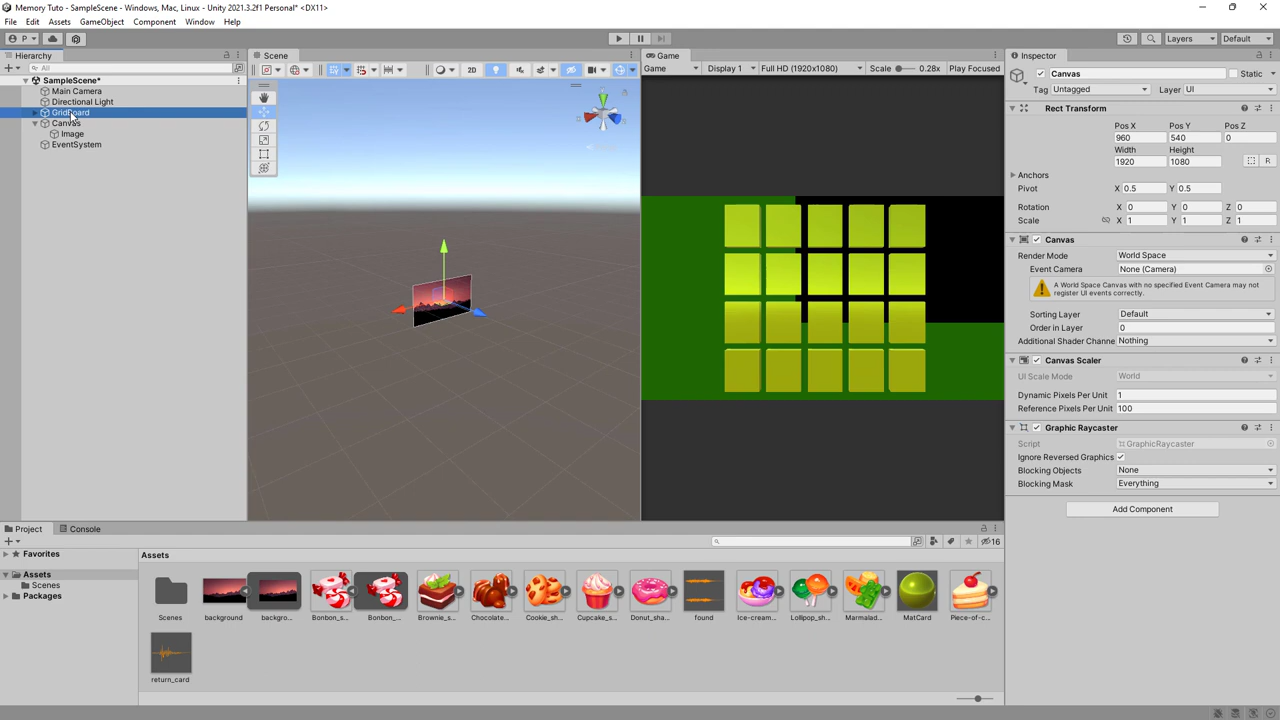 Memory Tuto - SampleScene - Windows, Mac, Linux - Unity 2021.3.2f1 Personal* <DX11>
File Edit Assets GameObject Component Window Help
P
Layers Default
Hierarchy
All
SampleScene*
Main Camera
Directional Light
GridBoard
Canvas
Image
EventSystem
Scene
2D
Game
Game Display 1 Full HD (1920x1080) Scale 0.28x Play Focused
Inspector
Canvas Static
Tag Untagged Layer UI
Rect Transform
Pos X Pos Y Pos Z
960 540 0
Width Height
1920 1080 R
Anchors
Pivot X 0.5 Y 0.5
Rotation X 0 Y 0 Z 0
Scale X 1 Y 1 Z 1
Canvas
Render Mode World Space
Event Camera None (Camera)
A World Space Canvas with no specified Event Camera may not
register UI events correctly.
Sorting Layer Default
Order in Layer 0
Additional Shader Channe Nothing
Canvas Scaler
UI Scale Mode World
Dynamic Pixels Per Unit 1
Reference Pixels Per Unit 100
Graphic Raycaster
Script GraphicRaycaster
Ignore Reversed Graphics
Blocking Objects None
Blocking Mask Everything
Add Component
Project Console
16
Favorites
Assets
Scenes
Packages
Assets
Scenes background backgro... Bonbon_s... Bonbon_... Brownie_s... Chocolate... Cookie_sh... Cupcake_s... Donut_sha... found Ice-cream... Lollipop_sh... Marmalad... MatCard Piece-of-c...
return_card